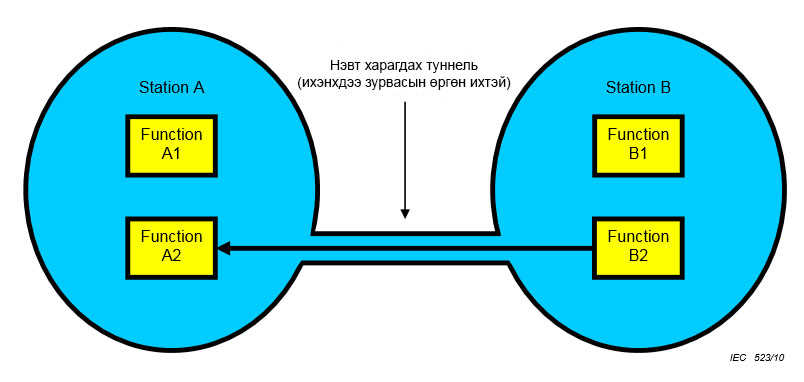 Нэвт харагдах туннель
(ихэнхдээ зурвасын өргөн ихтэй)
Station A
Station B
Function
A1
Function
B1
Function
A2
Function
B2
IEC 523/10